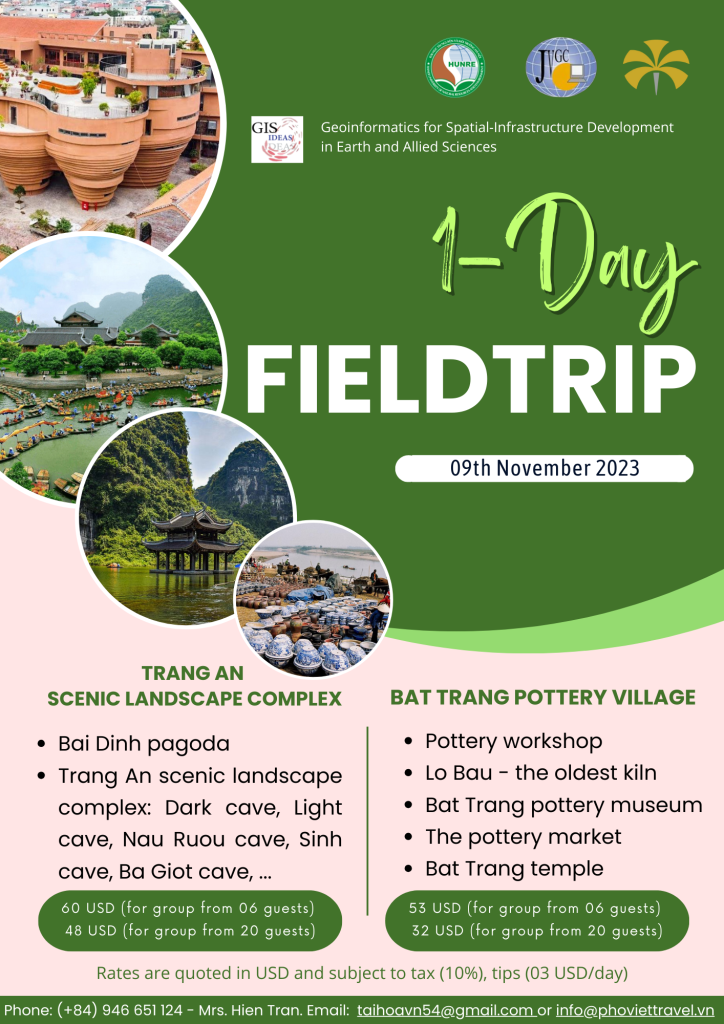 HUNRE
JVGC
GIS
IDEAS
Geoinformatics for Spatial-Infrastructure Development
in Earth and Allied Sciences
1-Day
FIELDTRIP
09th November 2023
TRANG AN
SCENIC LANDSCAPE COMPLEX
• Bai Dinh pagoda
• Trang An scenic landscape
complex: Dark cave, Light
cave, Nau Ruou cave, Sinh
cave, Ba Giot cave, ...
60 USD (for group from 06 guests)
48 USD (for group from 20 guests)
BAT TRANG POTTERY VILLAGE
• Pottery workshop
• Lo Bau - the oldest kiln
• Bat Trang pottery museum
• The pottery market
• Bat Trang temple
53 USD (for group from 06 guests)
32 USD (for group from 20 guests)
Rates are quoted in USD and subject to tax (10%), tips (03 USD/day)
Phone: (+84) 946 651 124 - Mrs. Hien Tran. Email: taihoavn54@gmail.com or info@phoviettravel.vn